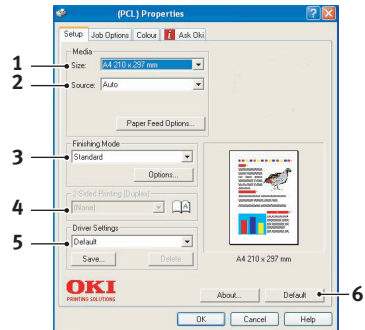 (PCL) Properties
Setup Job Options Colour Ask Oki
Media
1 Size: A4 210 x 297 mm
2 Source: Auto
Paper Feed Options...
Finishing Mode
3 Standard
Options...
2-Sided Printing (Duplex)
4 (None)
Driver Settings
5 Default
Save... Delete
A4 210 x 297 mm
OKI
PRINTING SOLUTIONS
About... Default 6
OK Cancel Help